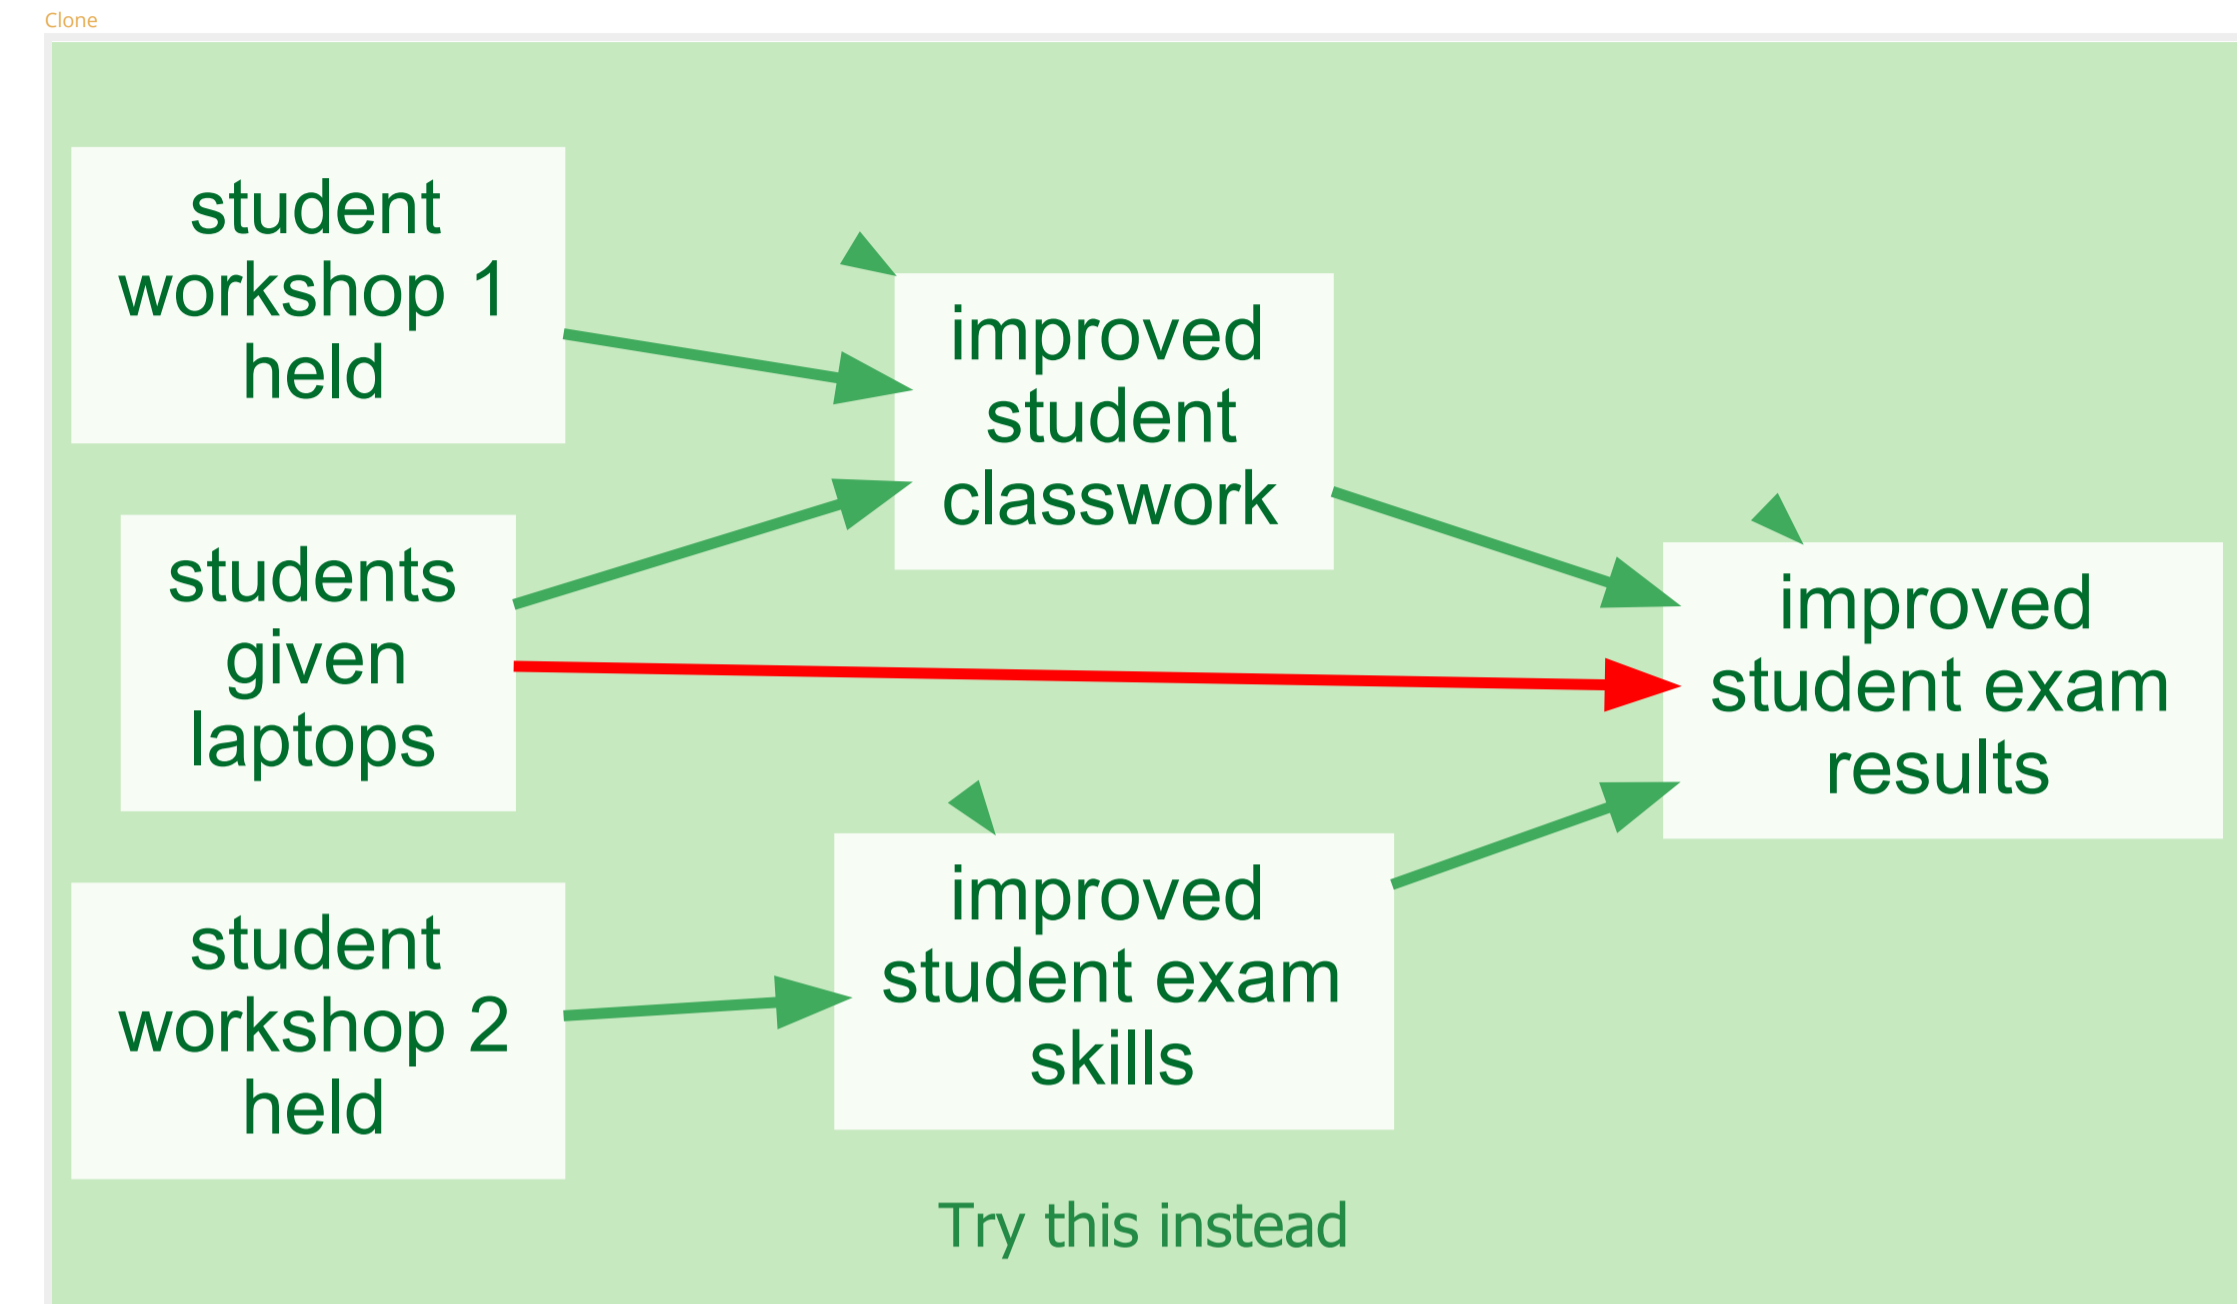 Clone
student
workshop 1
held
students
given
laptops
student
workshop 2
held
improved
student
classwork
improved
student exam
skills
improved
student exam
results
Try this instead